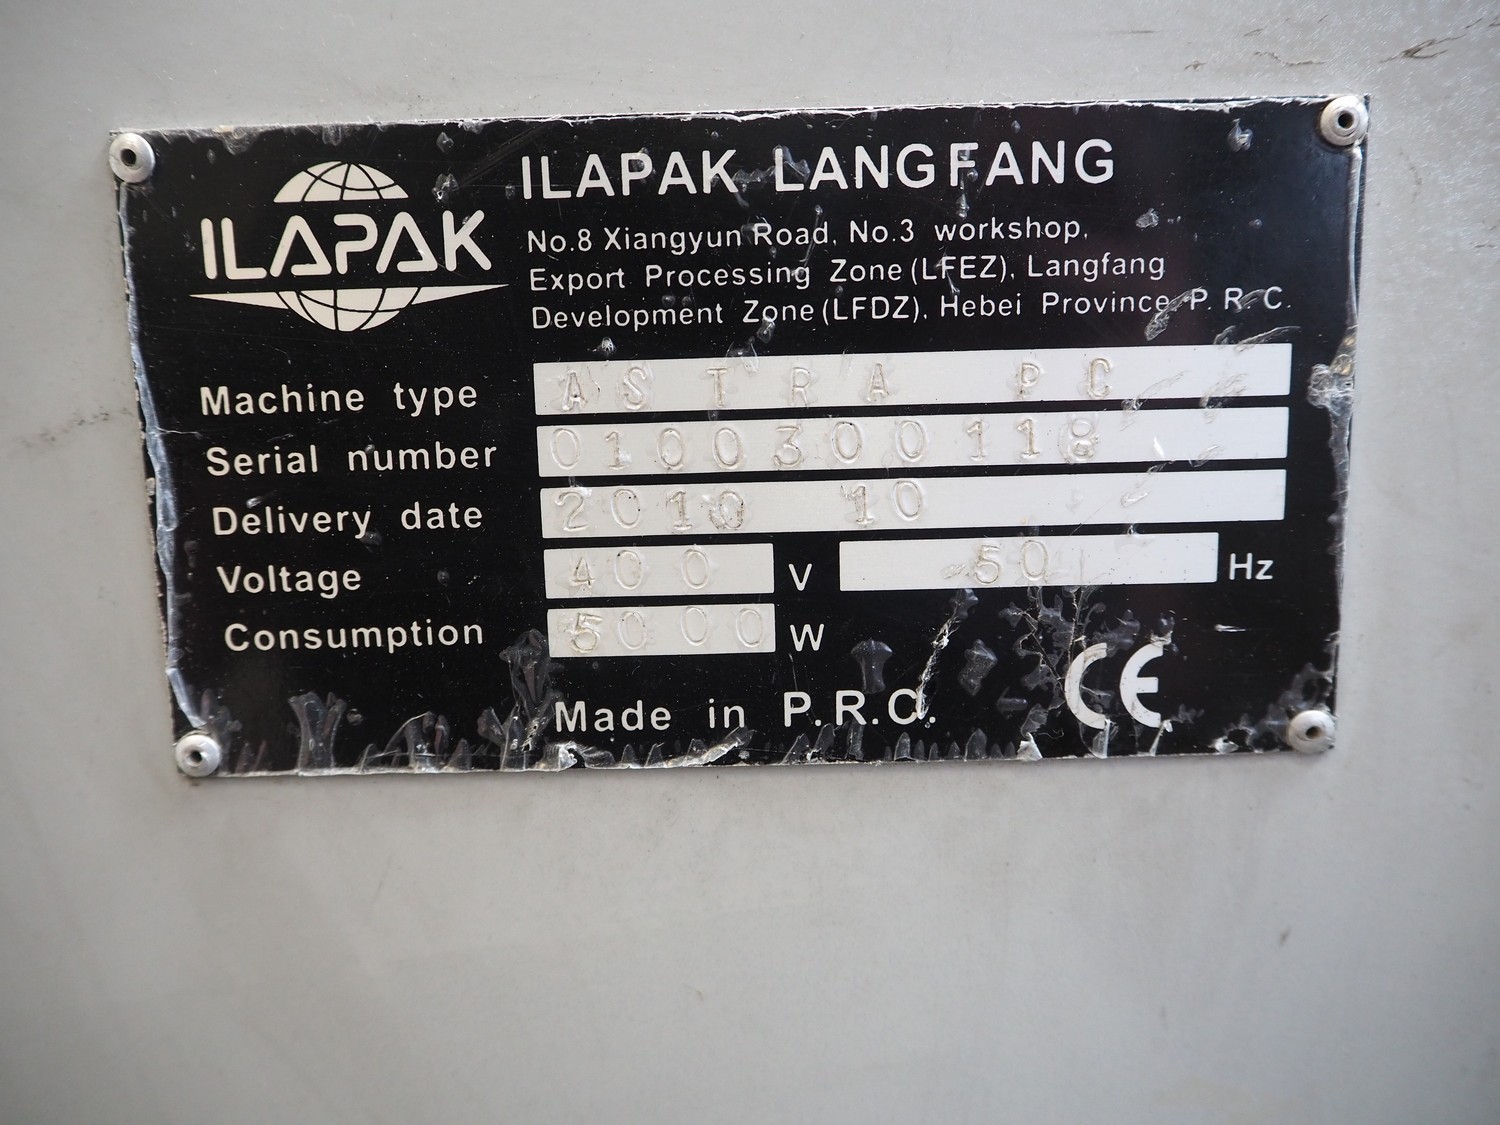 ILAPAK
ILAPAK LANGFANG
No.8 Xiangyun Road, No.3 workshop,
Export Processing Zone (LFEZ), Langfang
Development Zone (LFDZ), Hebei Province P.R.C.
Machine type ASTRA PC
Serial number 0100300118
Delivery date 2010 10
Voltage 400 V 50 Hz
Consumption 5000 W
Made in P.R.C.
CE